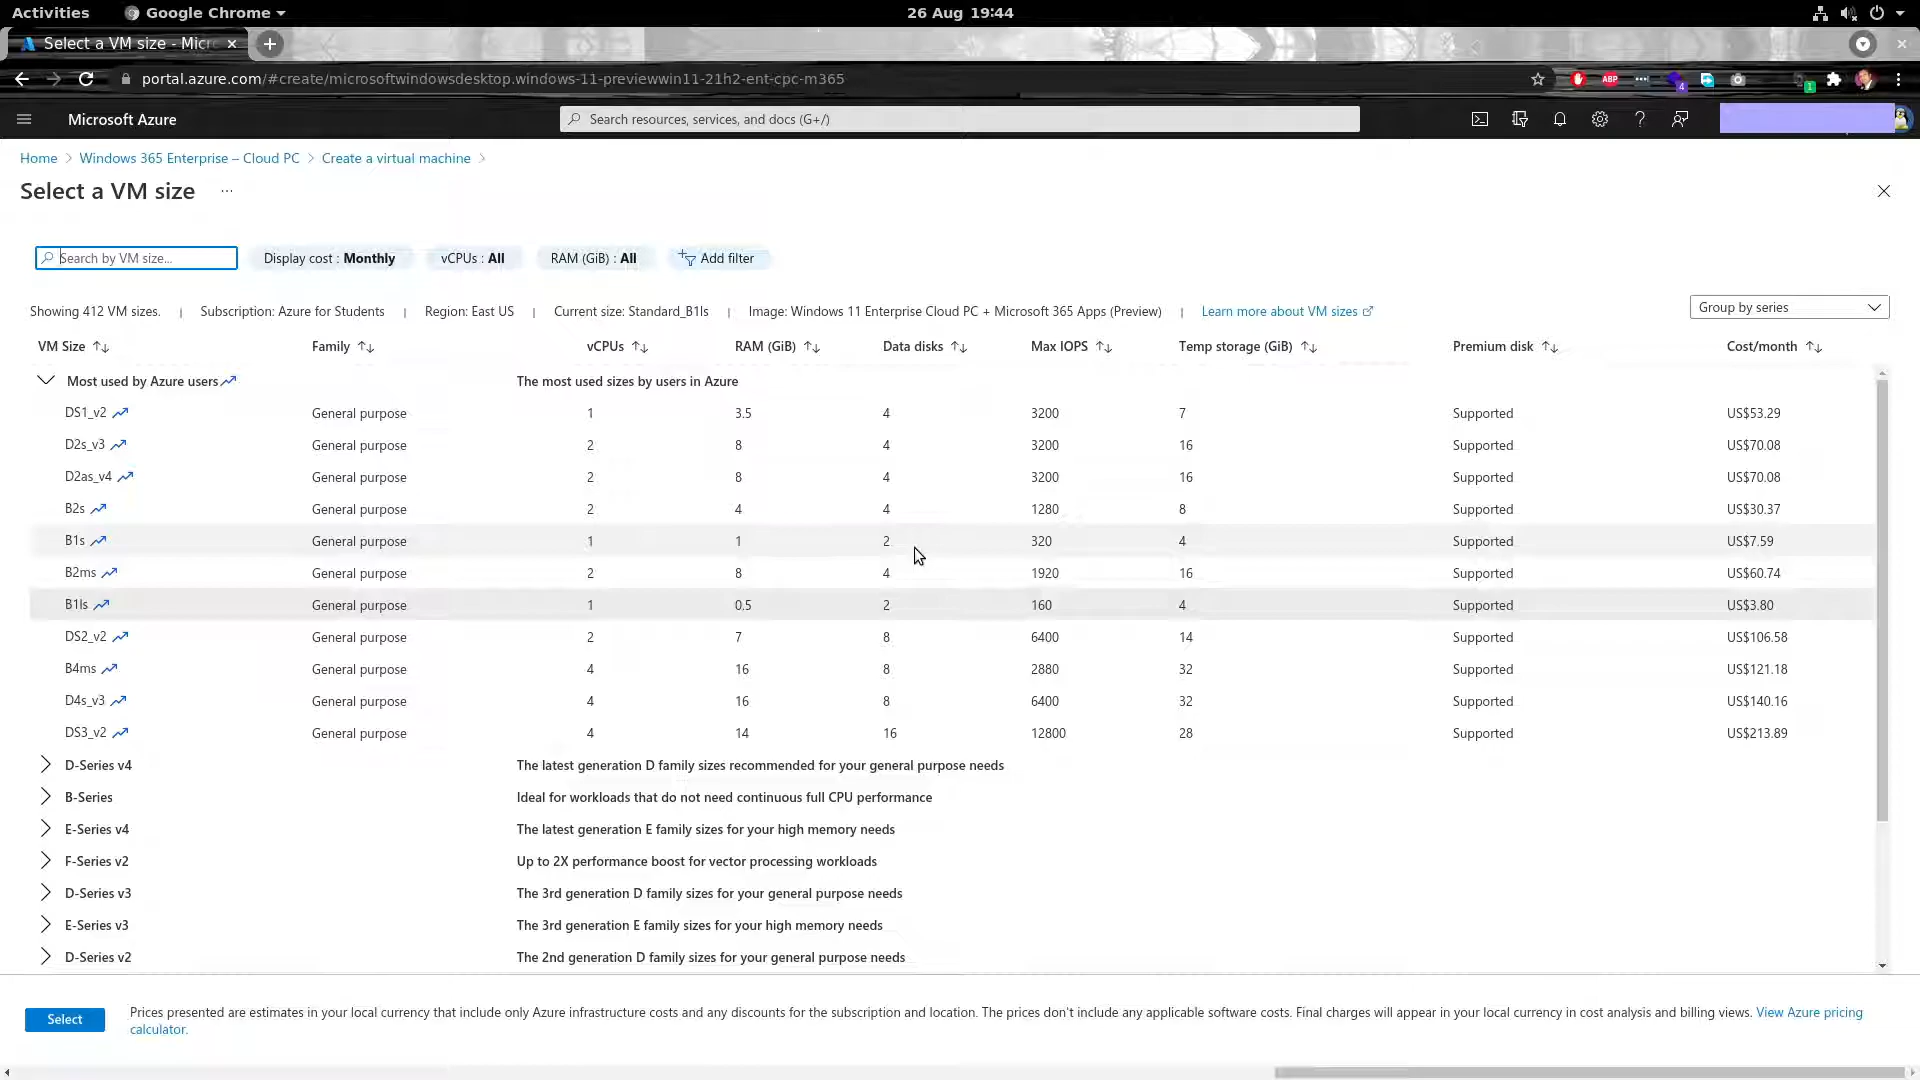 Activities Google Chrome 26 Aug 19:44
Select a VM size - Micr
portal.azure.com/#create/microsoftwindowsdesktop.windows-11-previewwin11-21h2-ent-cpc-m365 ABP 4 1
Microsoft Azure Search resources, services, and docs (G+/)
Home > Windows 365 Enterprise – Cloud PC > Create a virtual machine >
Select a VM size ...
Search by VM size... Display cost : Monthly vCPUs : All RAM (GiB) : All Add filter
Showing 412 VM sizes. | Subscription: Azure for Students | Region: East US | Current size: Standard_B1ls | Image: Windows 11 Enterprise Cloud PC + Microsoft 365 Apps (Preview) | Learn more about VM sizes Group by series
VM Size Family vCPUs RAM (GiB) Data disks Max IOPS Temp storage (GiB) Premium disk Cost/month
Most used by Azure users The most used sizes by users in Azure
DS1_v2 General purpose 1 3.5 4 3200 7 Supported US$53.29
D2s_v3 General purpose 2 8 4 3200 16 Supported US$70.08
D2as_v4 General purpose 2 8 4 3200 16 Supported US$70.08
B2s General purpose 2 4 4 1280 8 Supported US$30.37
B1s General purpose 1 1 2 320 4 Supported US$7.59
B2ms General purpose 2 8 4 1920 16 Supported US$60.74
B1ls General purpose 1 0.5 2 160 4 Supported US$3.80
DS2_v2 General purpose 2 7 8 6400 14 Supported US$106.58
B4ms General purpose 4 16 8 2880 32 Supported US$121.18
D4s_v3 General purpose 4 16 8 6400 32 Supported US$140.16
DS3_v2 General purpose 4 14 16 12800 28 Supported US$213.89
D-Series v4 The latest generation D family sizes recommended for your general purpose needs
B-Series Ideal for workloads that do not need continuous full CPU performance
E-Series v4 The latest generation E family sizes for your high memory needs
F-Series v2 Up to 2X performance boost for vector processing workloads
D-Series v3 The 3rd generation D family sizes for your general purpose needs
E-Series v3 The 3rd generation E family sizes for your high memory needs
D-Series v2 The 2nd generation D family sizes for your general purpose needs
Select Prices presented are estimates in your local currency that include only Azure infrastructure costs and any discounts for the subscription and location. The prices don't include any applicable software costs. Final charges will appear in your local currency in cost analysis and billing views. View Azure pricing
calculator.